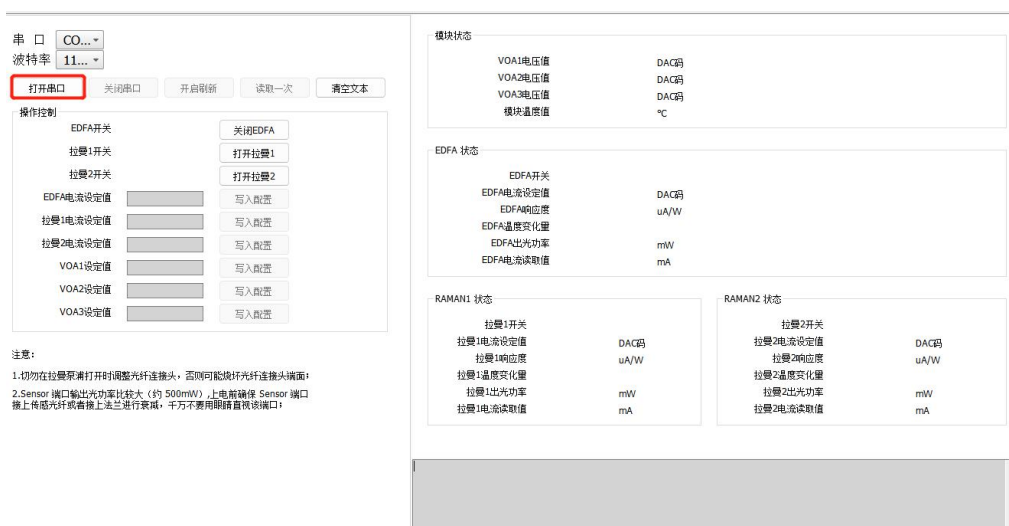 串 口 CO...
波特率 11...
打开串口 关闭串口 开启刷新 读取一次 清空文本
操作控制
EDFA开关 关闭EDFA
拉曼1开关 打开拉曼1
拉曼2开关 打开拉曼2
EDFA电流设定值 写入配置
拉曼1电流设定值 写入配置
拉曼2电流设定值 写入配置
VOA1设定值 写入配置
VOA2设定值 写入配置
VOA3设定值 写入配置
注意:
1.切勿在拉曼泵浦打开时调整光纤连接头，否则可能烧坏光纤连接头端面;
2.Sensor 端口输出光功率比较大（约 500mW）,上电前确保 Sensor 端口
接上传感光纤或者接上法兰进行衰减，千万不要用眼睛直视该端口;
模块状态
VOA1电压值 DAC码
VOA2电压值 DAC码
VOA3电压值 DAC码
模块温度值 °C
EDFA 状态
EDFA开关
EDFA电流设定值 DAC码
EDFA响应度 uA/W
EDFA温度变化量
EDFA出光功率 mW
EDFA电流读取值 mA
RAMAN1 状态
拉曼1开关
拉曼1电流设定值 DAC码
拉曼1响应度 uA/W
拉曼1温度变化量
拉曼1出光功率 mW
拉曼1电流读取值 mA
RAMAN2 状态
拉曼2开关
拉曼2电流设定值 DAC码
拉曼2响应度 uA/W
拉曼2温度变化量
拉曼2出光功率 mW
拉曼2电流读取值 mA